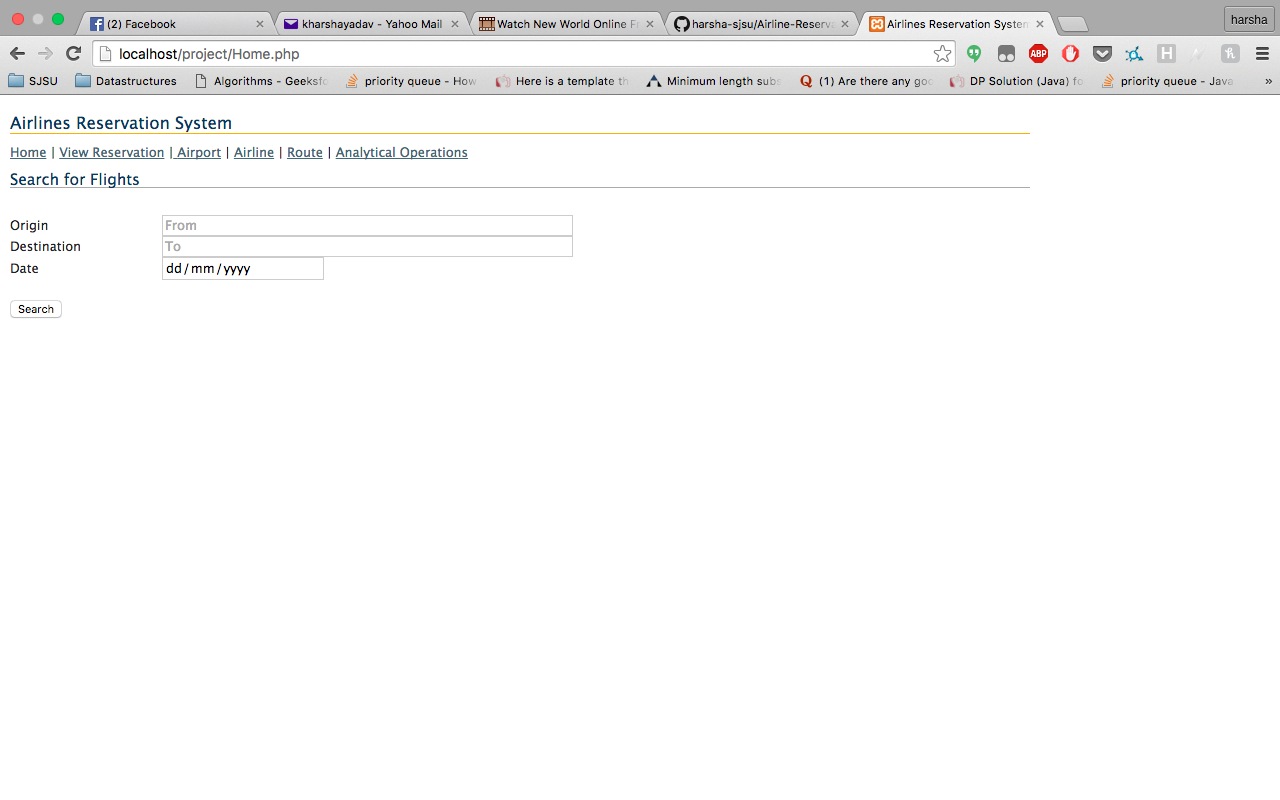 (2) Facebook
kharshayadav - Yahoo Mail
Watch New World Online Fr
harsha-sjsu/Airline-Reserva
Airlines Reservation System
harsha
localhost/project/Home.php
ABP
H
SJSU
Datastructures
Algorithms - Geeksfo
priority queue - How
Here is a template th
Minimum length subs
(1) Are there any goo
DP Solution (Java) fo
priority queue - Java
»
Airlines Reservation System
Home | View Reservation | Airport | Airline | Route | Analytical Operations
Search for Flights
Origin From
Destination To
Date dd/mm/yyyy
Search